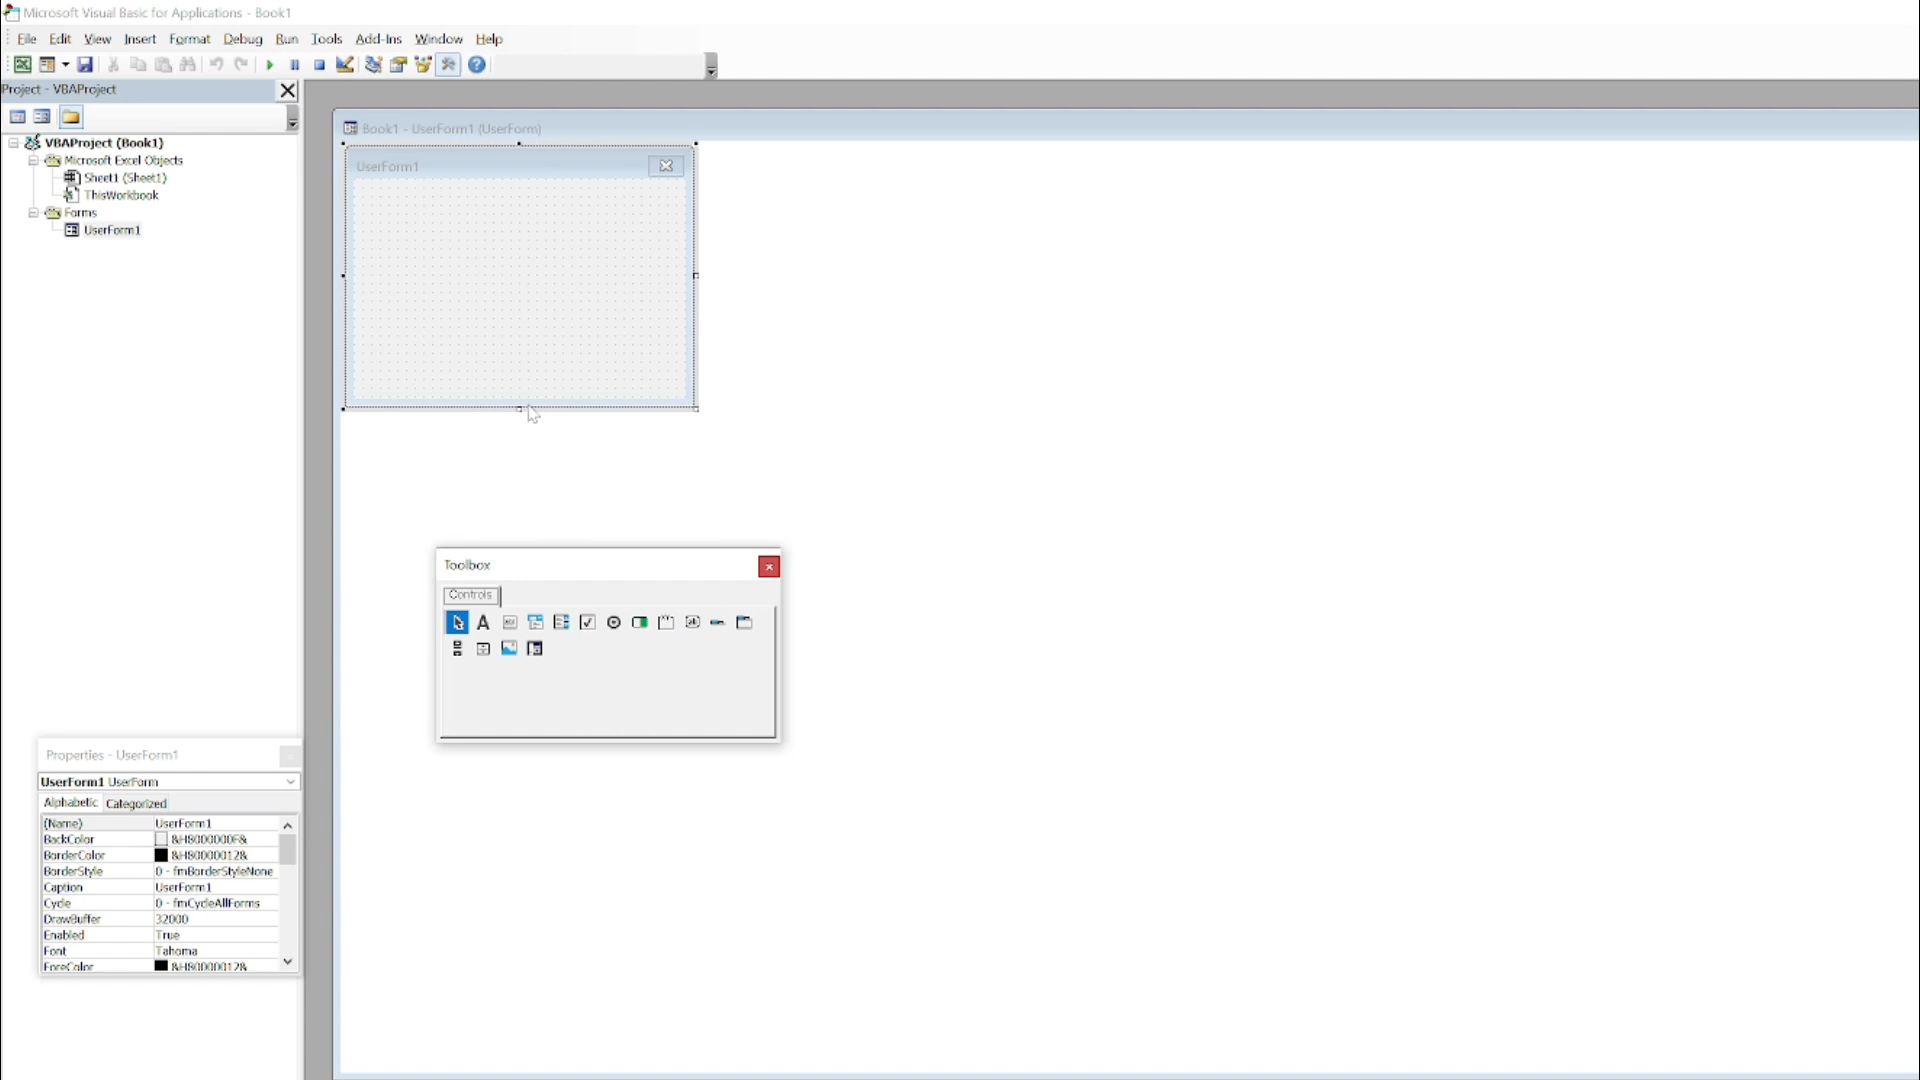 Microsoft Visual Basic for Applications - Book1
File Edit View Insert Format Debug Run Tools Add-Ins Window Help
Project - VBAProject
VBAProject (Book1)
Microsoft Excel Objects
Sheet1 (Sheet1)
ThisWorkbook
Forms
UserForm1
Book1 - UserForm1 (UserForm)
UserForm1
Toolbox
Controls
Properties - UserForm1
UserForm1 UserForm
Alphabetic Categorized
(Name) UserForm1
BackColor &H8000000F&
BorderColor &H80000012&
BorderStyle 0 - fmBorderStyleNone
Caption UserForm1
Cycle 0 - fmCycleAllForms
DrawBuffer 32000
Enabled True
Font Tahoma
ForeColor &H80000012&